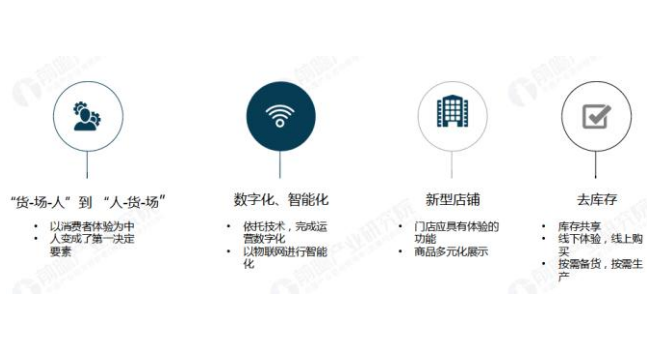 “货-场-人”到 “人-货-场”
• 以消费者体验为中
• 人变成了第一决定
要素
数字化、智能化
• 依托技术，完成运
营数字化
• 以物联网进行智能
化
新型店铺
• 门店应具有体验的
功能
• 商品多元化展示
去库存
• 库存共享
• 线下体验，线上购
买
• 按需备货，按需生
产